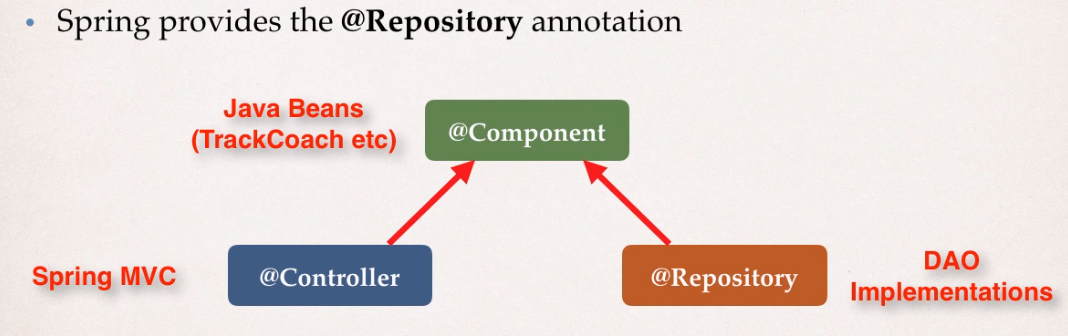 • Spring provides the @Repository annotation
Java Beans
(TrackCoach etc)
@Component
Spring MVC
@Controller
@Repository
DAO
Implementations